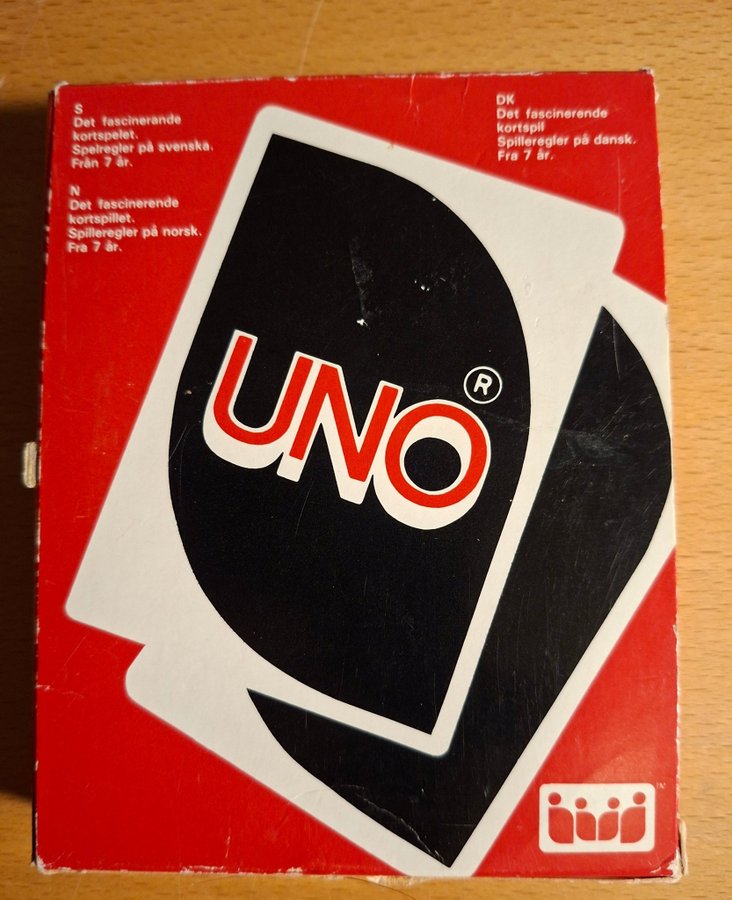 S
Det fascinerande
kortspelet.
Spelregler på svenska.
Från 7 år.
N
Det fascinerende
kortspillet.
Spilleregler på norsk.
Fra 7 år.
DK
Det fascinerende
kortspil
Spilleregler på dansk.
Fra 7 år.
UNO®